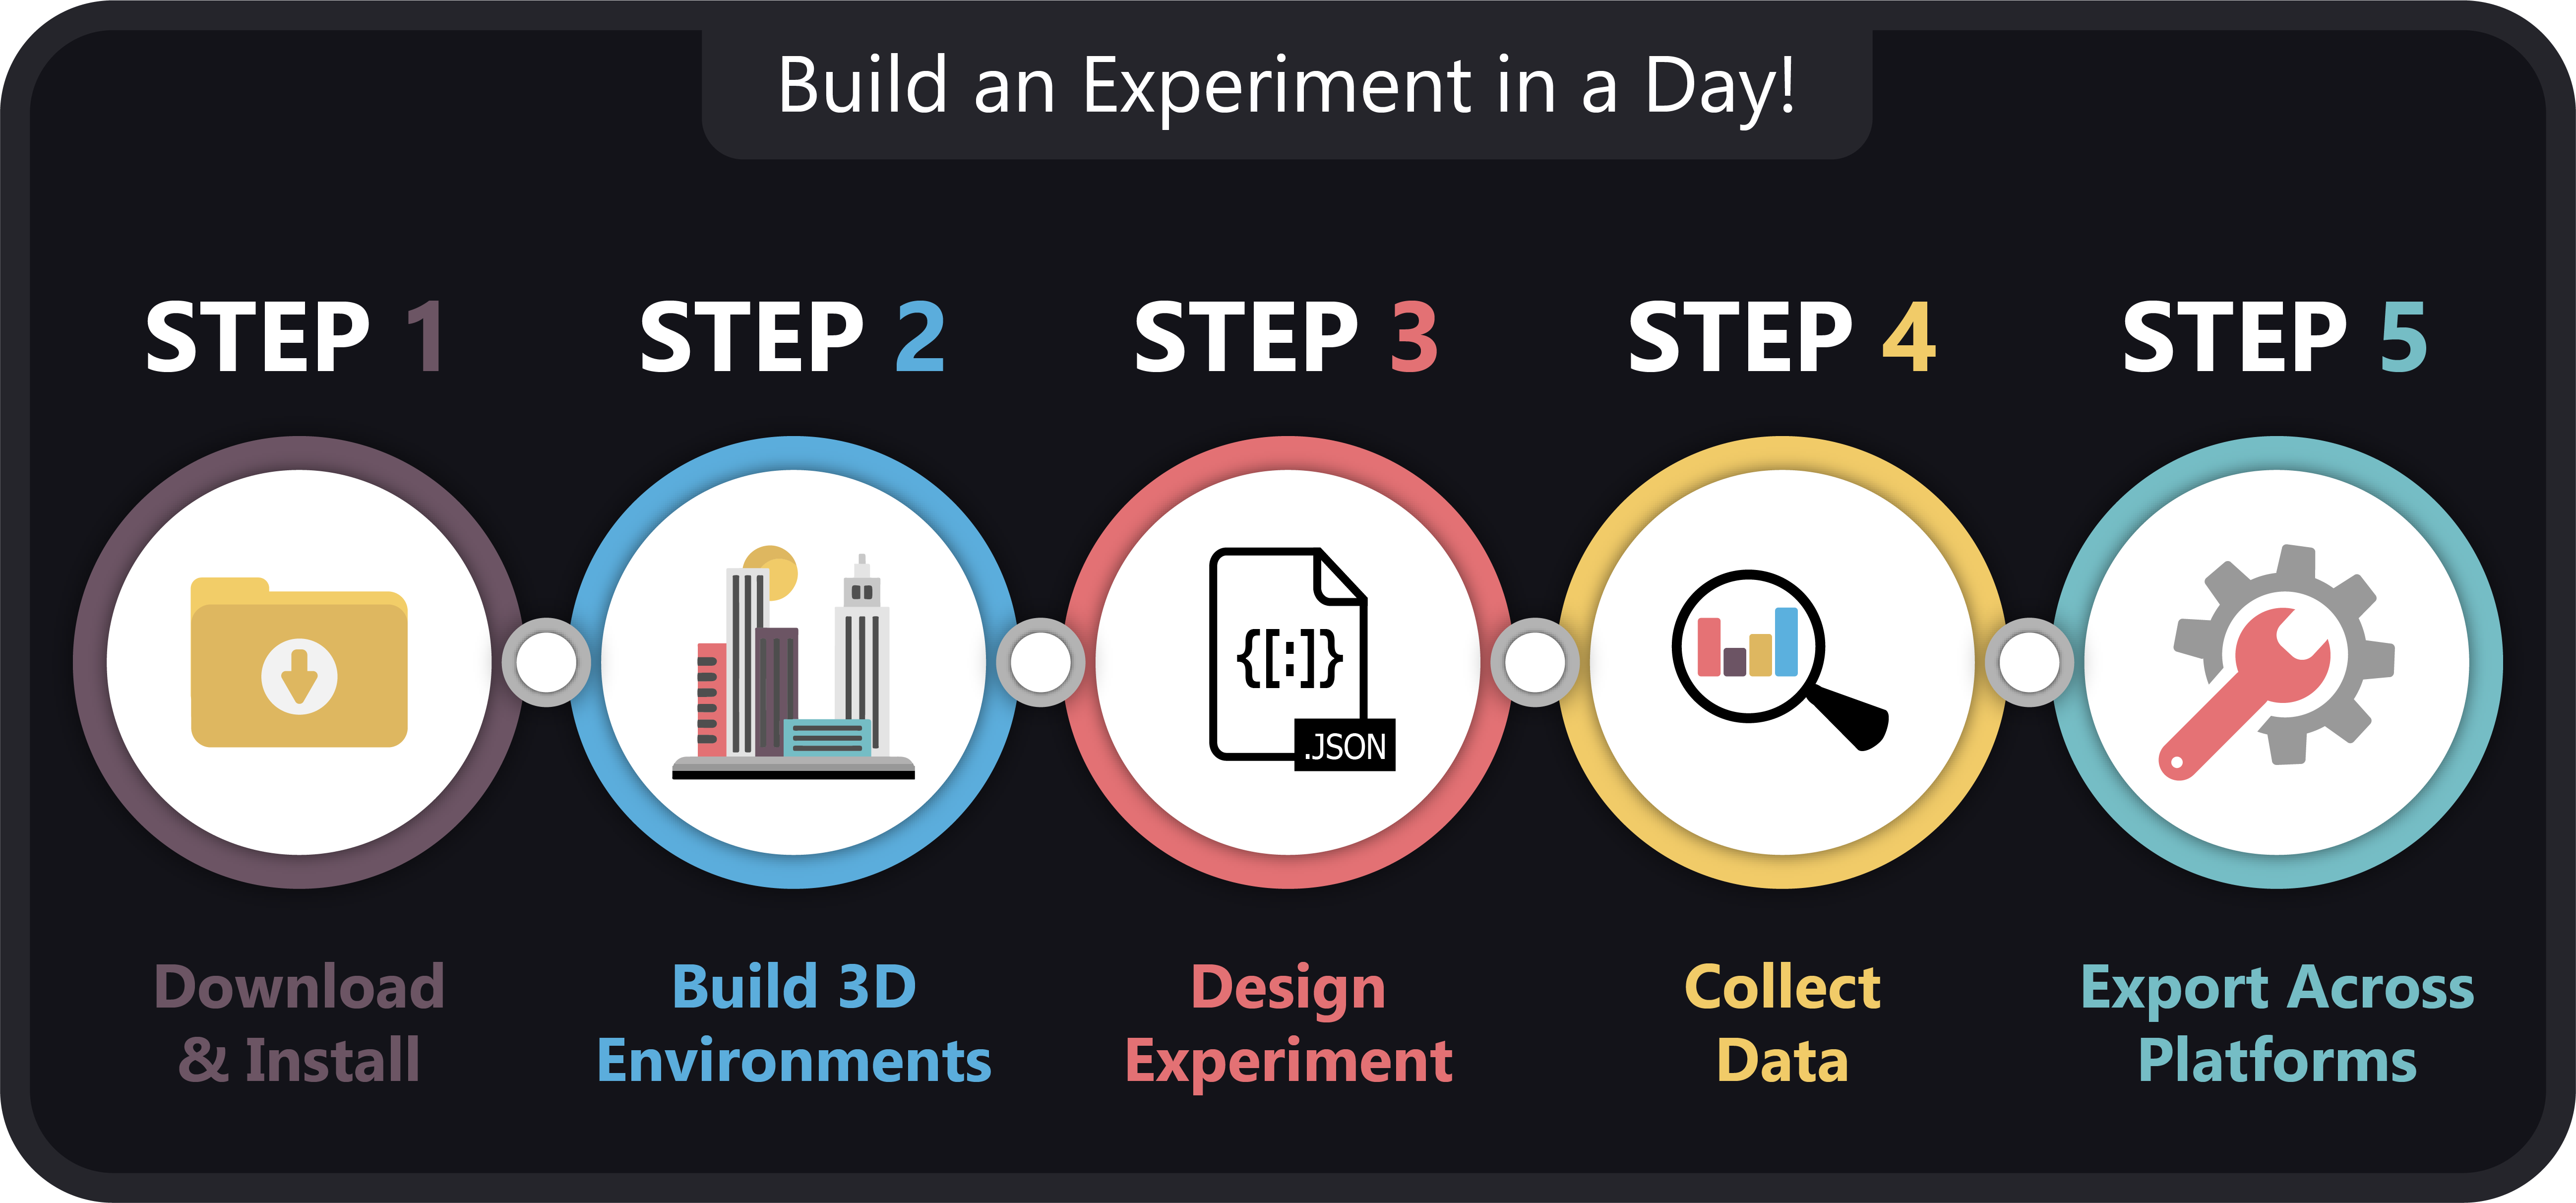 Build an Experiment in a Day!
STEP 1
STEP 2
STEP 3
STEP 4
STEP 5
{[:]}
.JSON
Download
& Install
Build 3D
Environments
Design
Experiment
Collect
Data
Export Across
Platforms